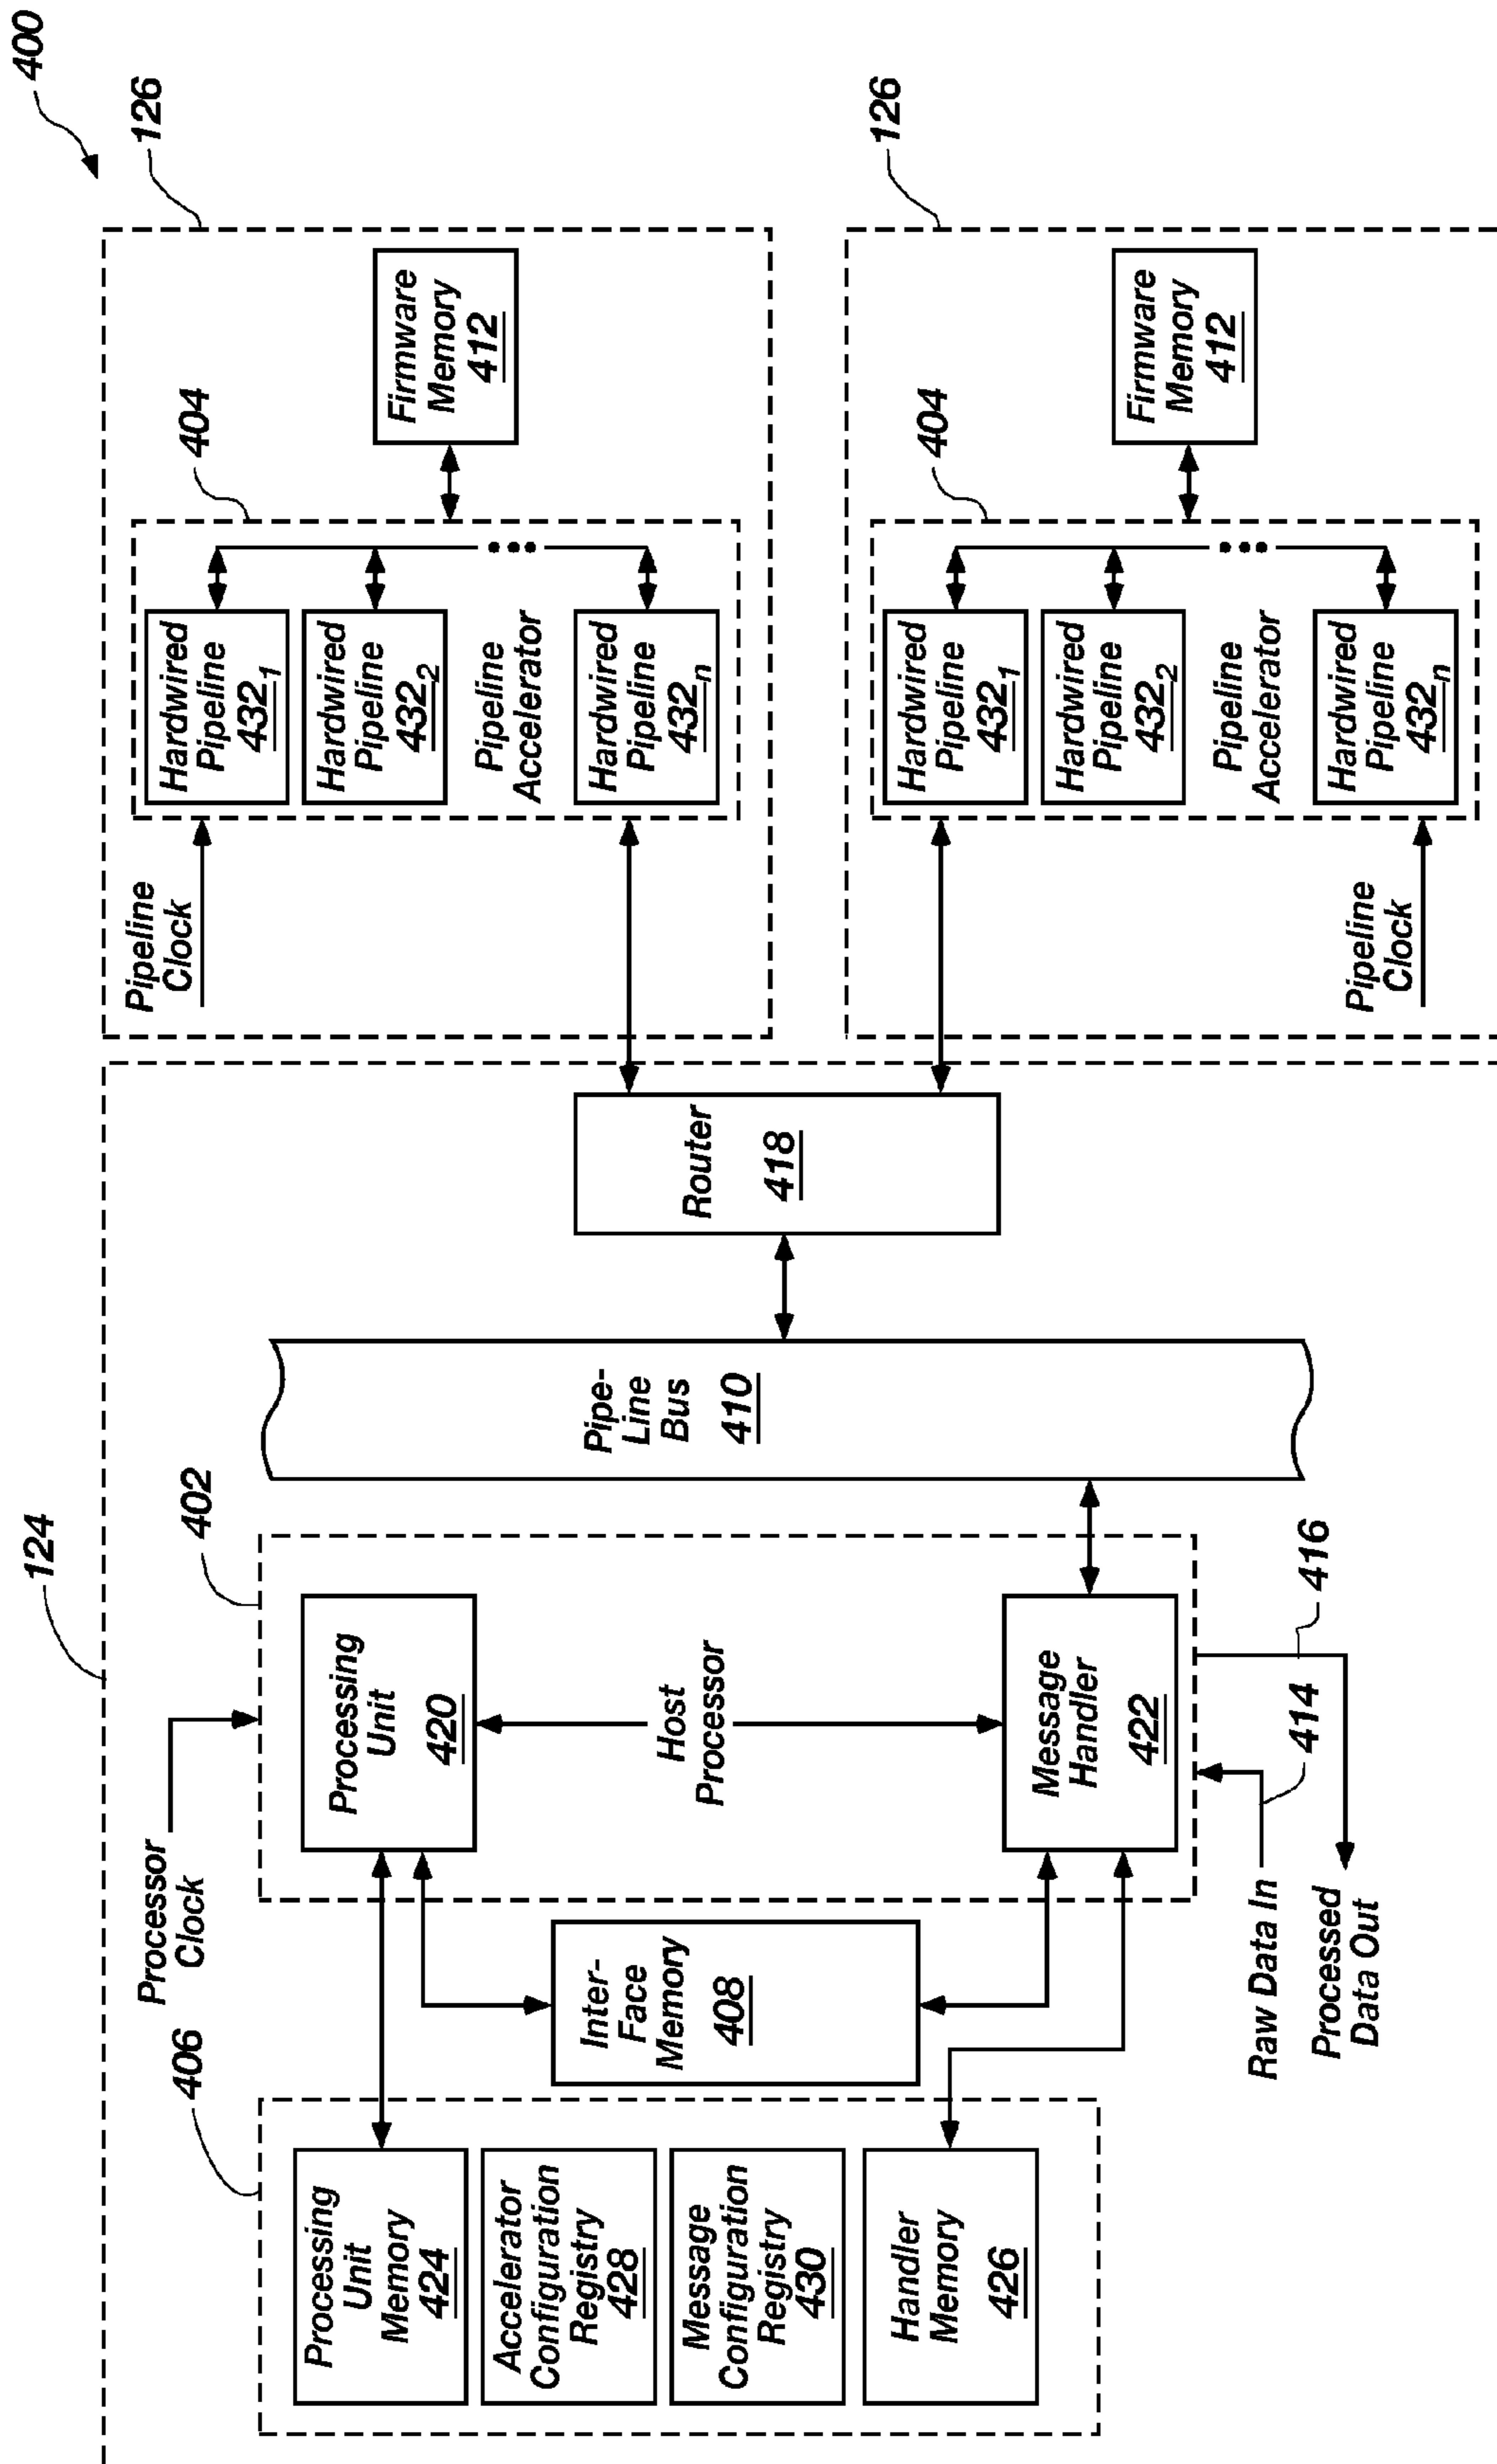 400
124
126
406
Processor
Clock
402
Processing
Unit
Memory
424
Accelerator
Configuration
Registry
428
Message
Configuration
Registry
430
Handler
Memory
426
Inter-
Face
Memory
408
Processing
Unit
420
Host
Processor
Message
Handler
422
Raw Data In
414
Processed
Data Out
416
Pipe-
Line
Bus
410
Router
418
Pipeline
Clock
404
Hardwired
Pipeline
432₁
Hardwired
Pipeline
432₂
Pipeline
Accelerator
Hardwired
Pipeline
432ₙ
Firmware
Memory
412
126
404
Hardwired
Pipeline
432₁
Hardwired
Pipeline
432₂
Pipeline
Accelerator
Hardwired
Pipeline
432ₙ
Firmware
Memory
412
Pipeline
Clock